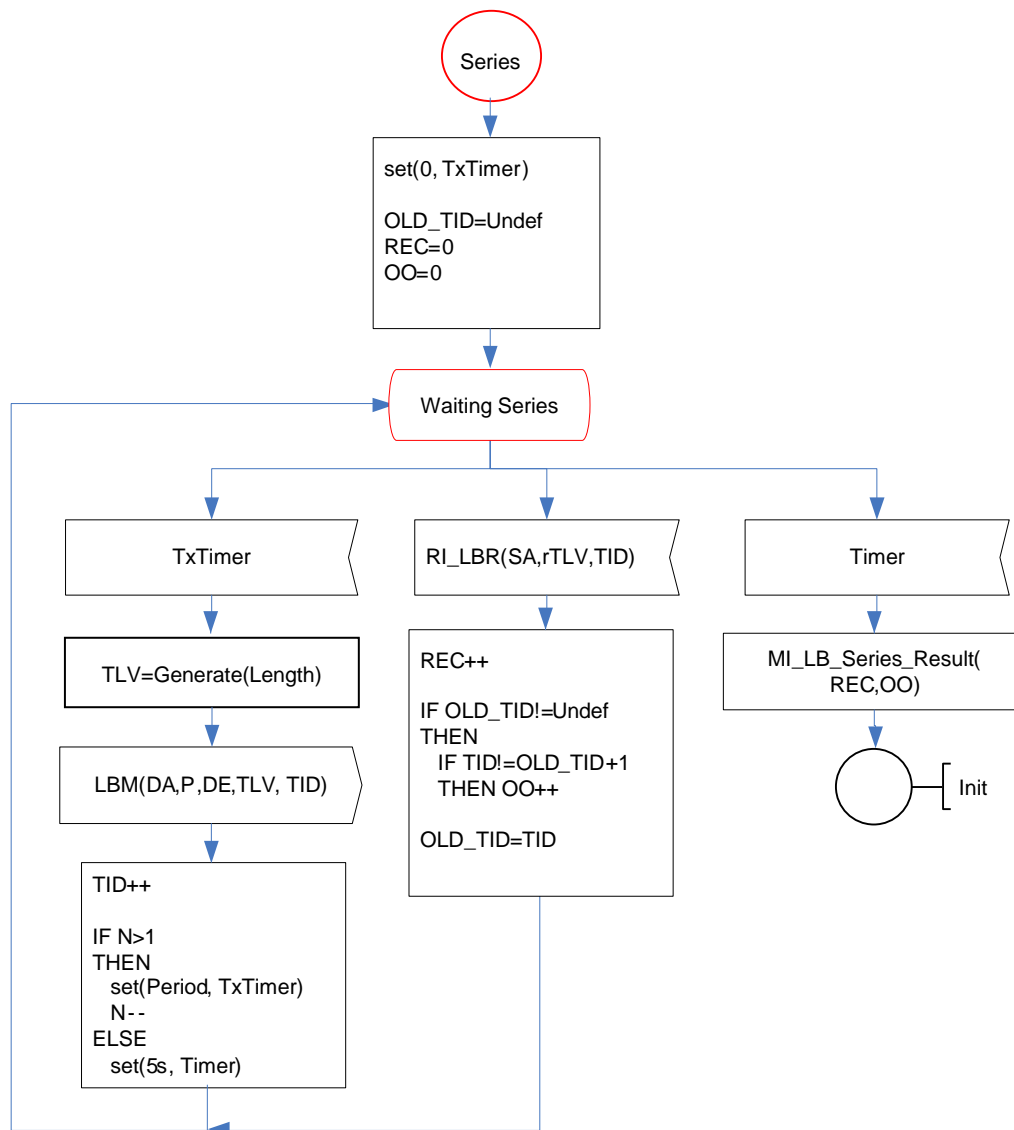 Series
set(0, TxTimer)
OLD_TID=Undef
REC=0
OO=0
Waiting Series
TxTimer
TLV=Generate(Length)
LBM(DA,P,DE,TLV, TID)
TID++
IF N>1
THEN
set(Period, TxTimer)
N--
ELSE
set(5s, Timer)
RI_LBR(SA,rTLV,TID)
REC++
IF OLD_TID!=Undef
THEN
IF TID!=OLD_TID+1
THEN OO++
OLD_TID=TID
Timer
MI_LB_Series_Result(
REC,OO)
Init